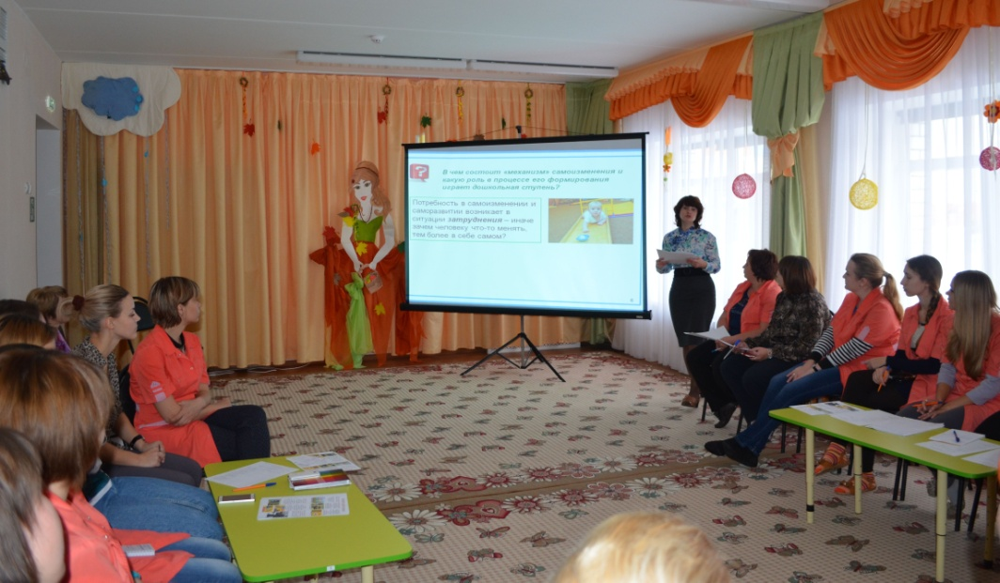 В чем состоит «механизм» самоизменения и
какую роль в процессе его формирования
играет дошкольная ступень?
Потребность в самоизменении и
саморазвитии возникает в
ситуации затруднения – иначе
зачем человеку что-то менять,
тем более в себе самом?